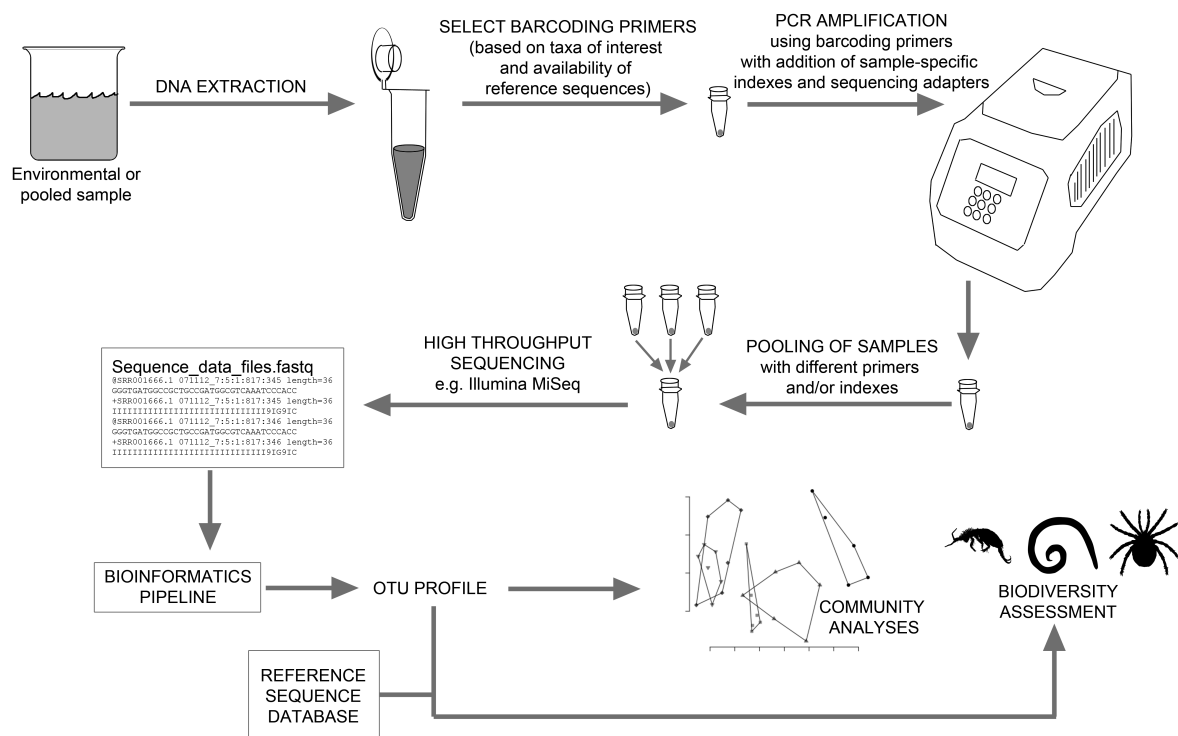 Environmental or
pooled sample
DNA EXTRACTION
SELECT BARCODING PRIMERS
(based on taxa of interest
and availability of
reference sequences)
PCR AMPLIFICATION
using barcoding primers
with addition of sample-specific
indexes and sequencing adapters
POOLING OF SAMPLES
with different primers
and/or indexes
HIGH THROUGHPUT
SEQUENCING
e.g. Illumina MiSeq
Sequence_data_files.fastq
@SRR001666.1 071112_7:5:1:817:345 length=36
GGGTGATGGCCGCTGCCGATGGCGTCAAATCCCACC
+SRR001666.1 071112_7:5:1:817:345 length=36
IIIIIIIIIIIIIIIIIIIIIIIIIIIIII9IG9IC
@SRR001666.1 071112_7:5:1:817:346 length=36
GGGTGATGGCCGCTGCCGATGGCGTCAAATCCCACC
+SRR001666.1 071112_7:5:1:817:346 length=36
IIIIIIIIIIIIIIIIIIIIIIIIIIIIII9IG9IC
BIOINFORMATICS
PIPELINE
OTU PROFILE
COMMUNITY
ANALYSES
BIODIVERSITY
ASSESSMENT
REFERENCE
SEQUENCE
DATABASE